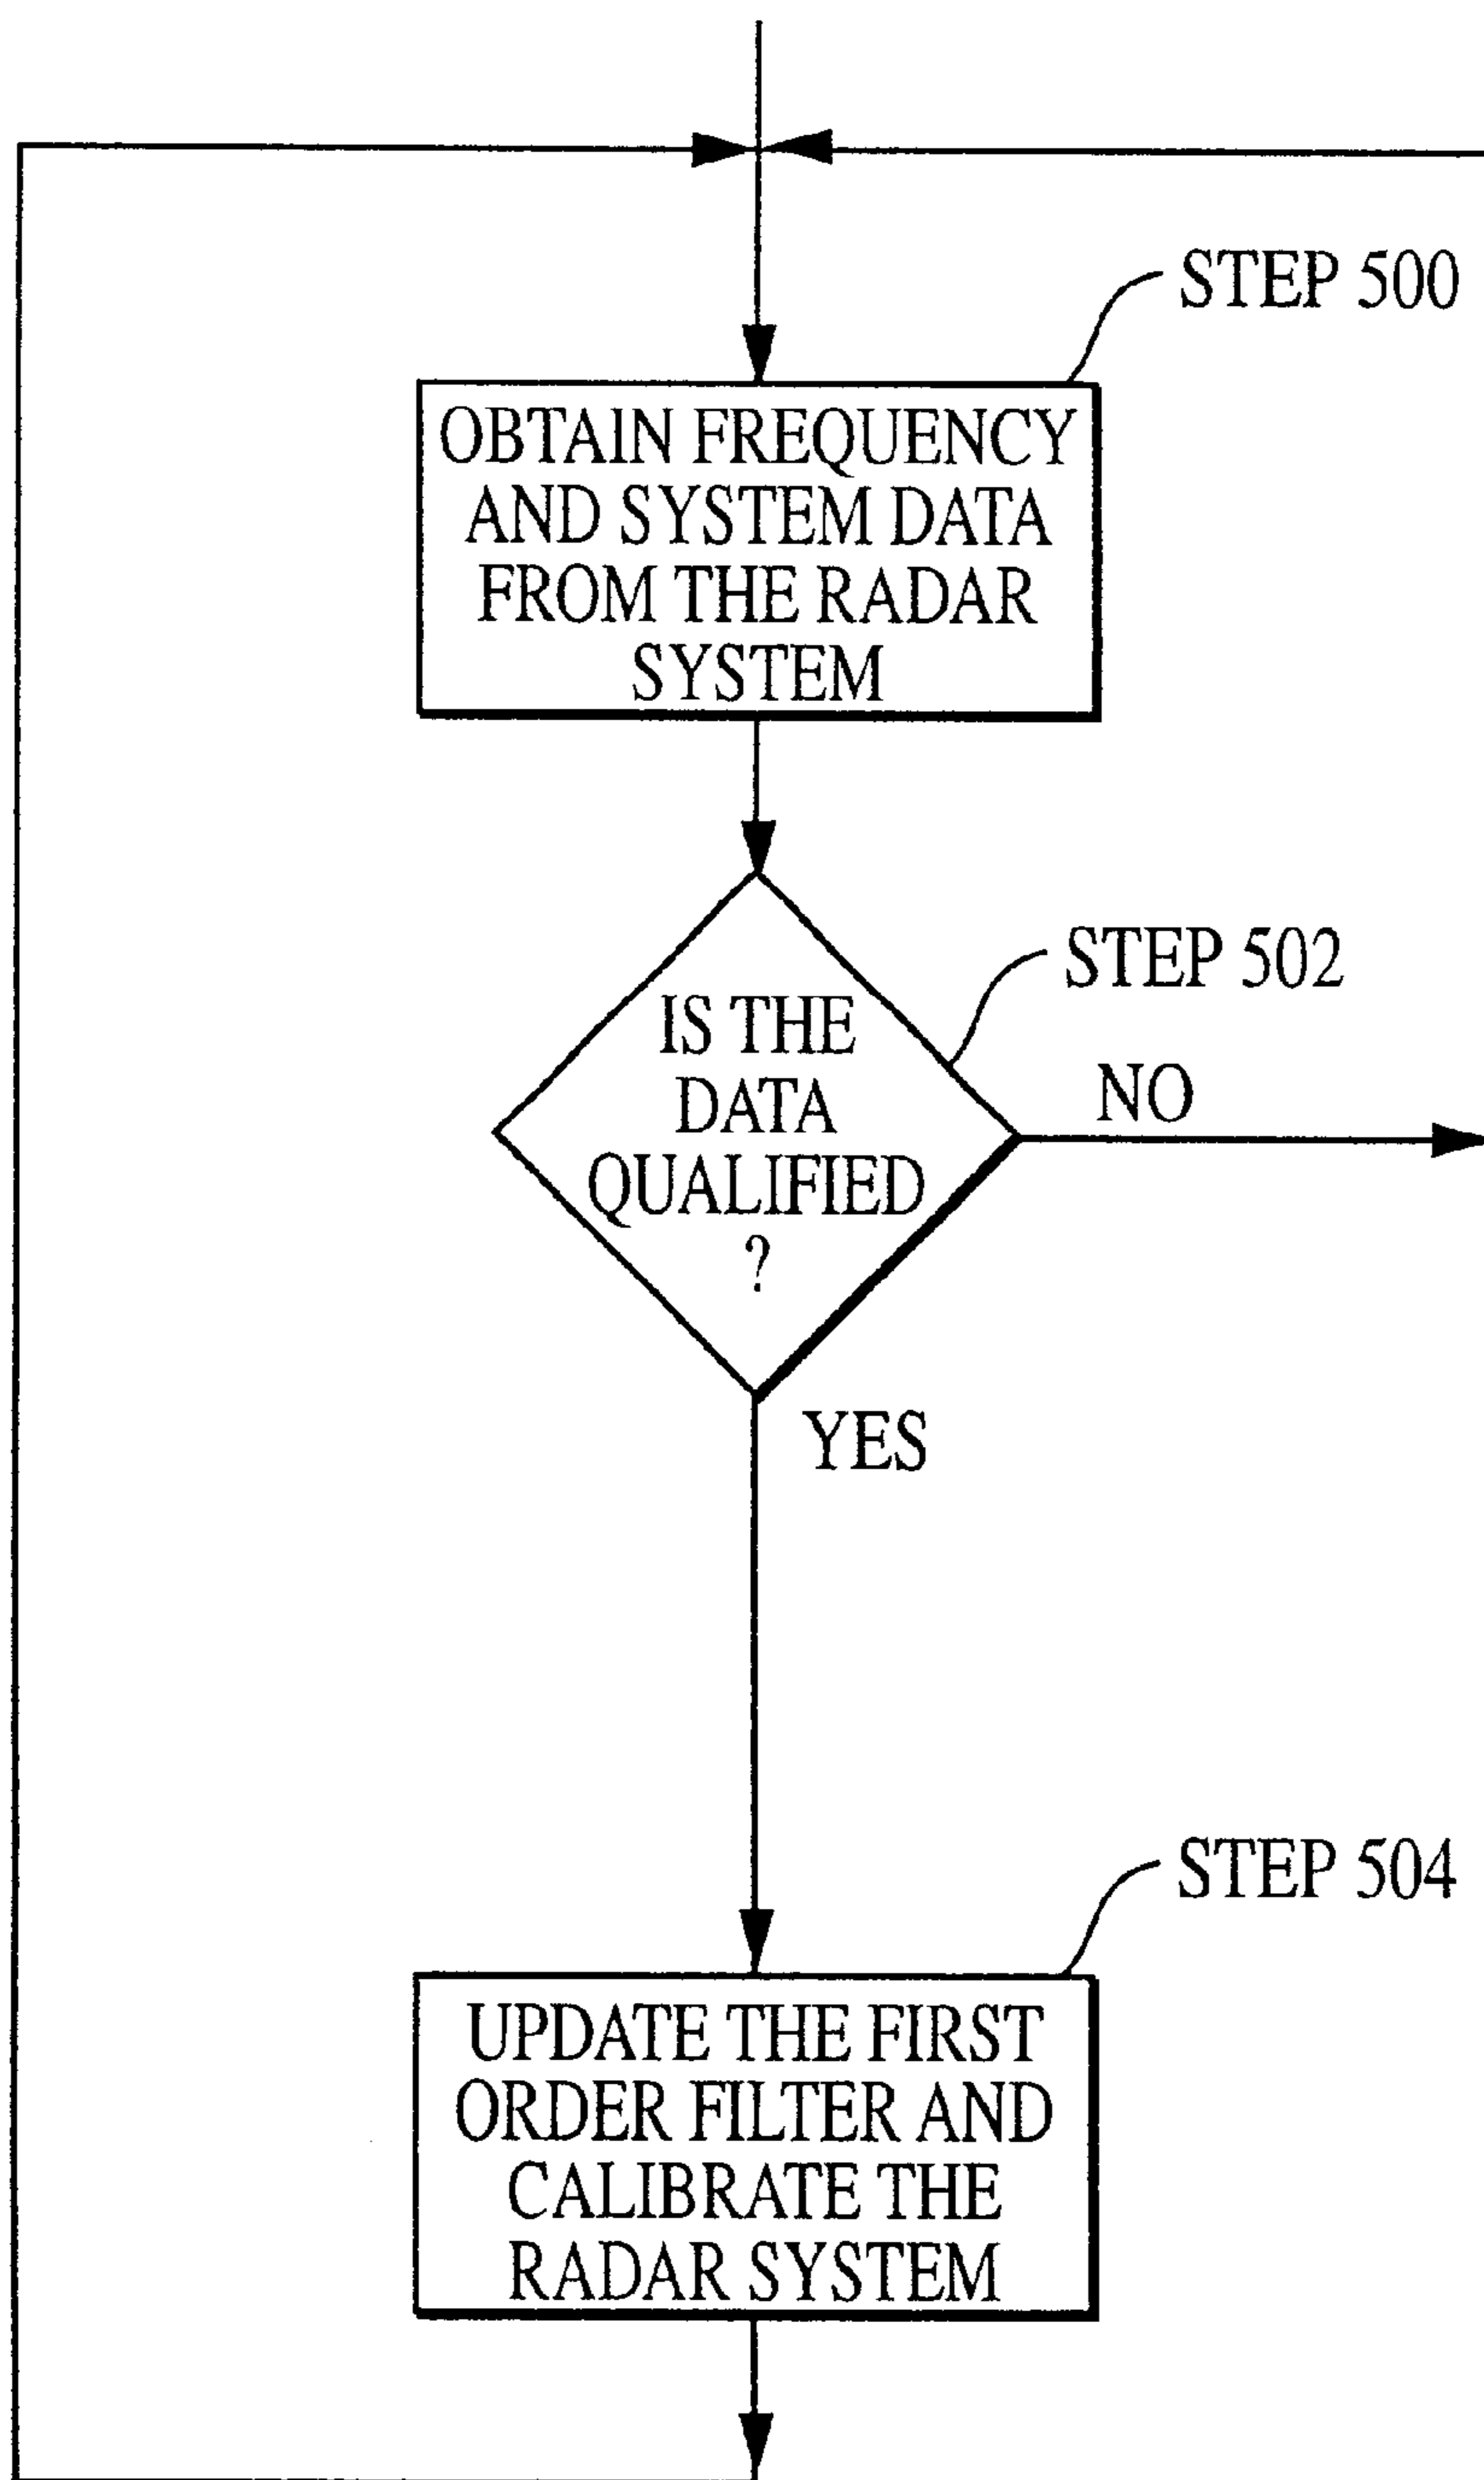 STEP 500
OBTAIN FREQUENCY
AND SYSTEM DATA
FROM THE RADAR
SYSTEM
STEP 502
IS THE
DATA
QUALIFIED
?
NO
YES
STEP 504
UPDATE THE FIRST
ORDER FILTER AND
CALIBRATE THE
RADAR SYSTEM